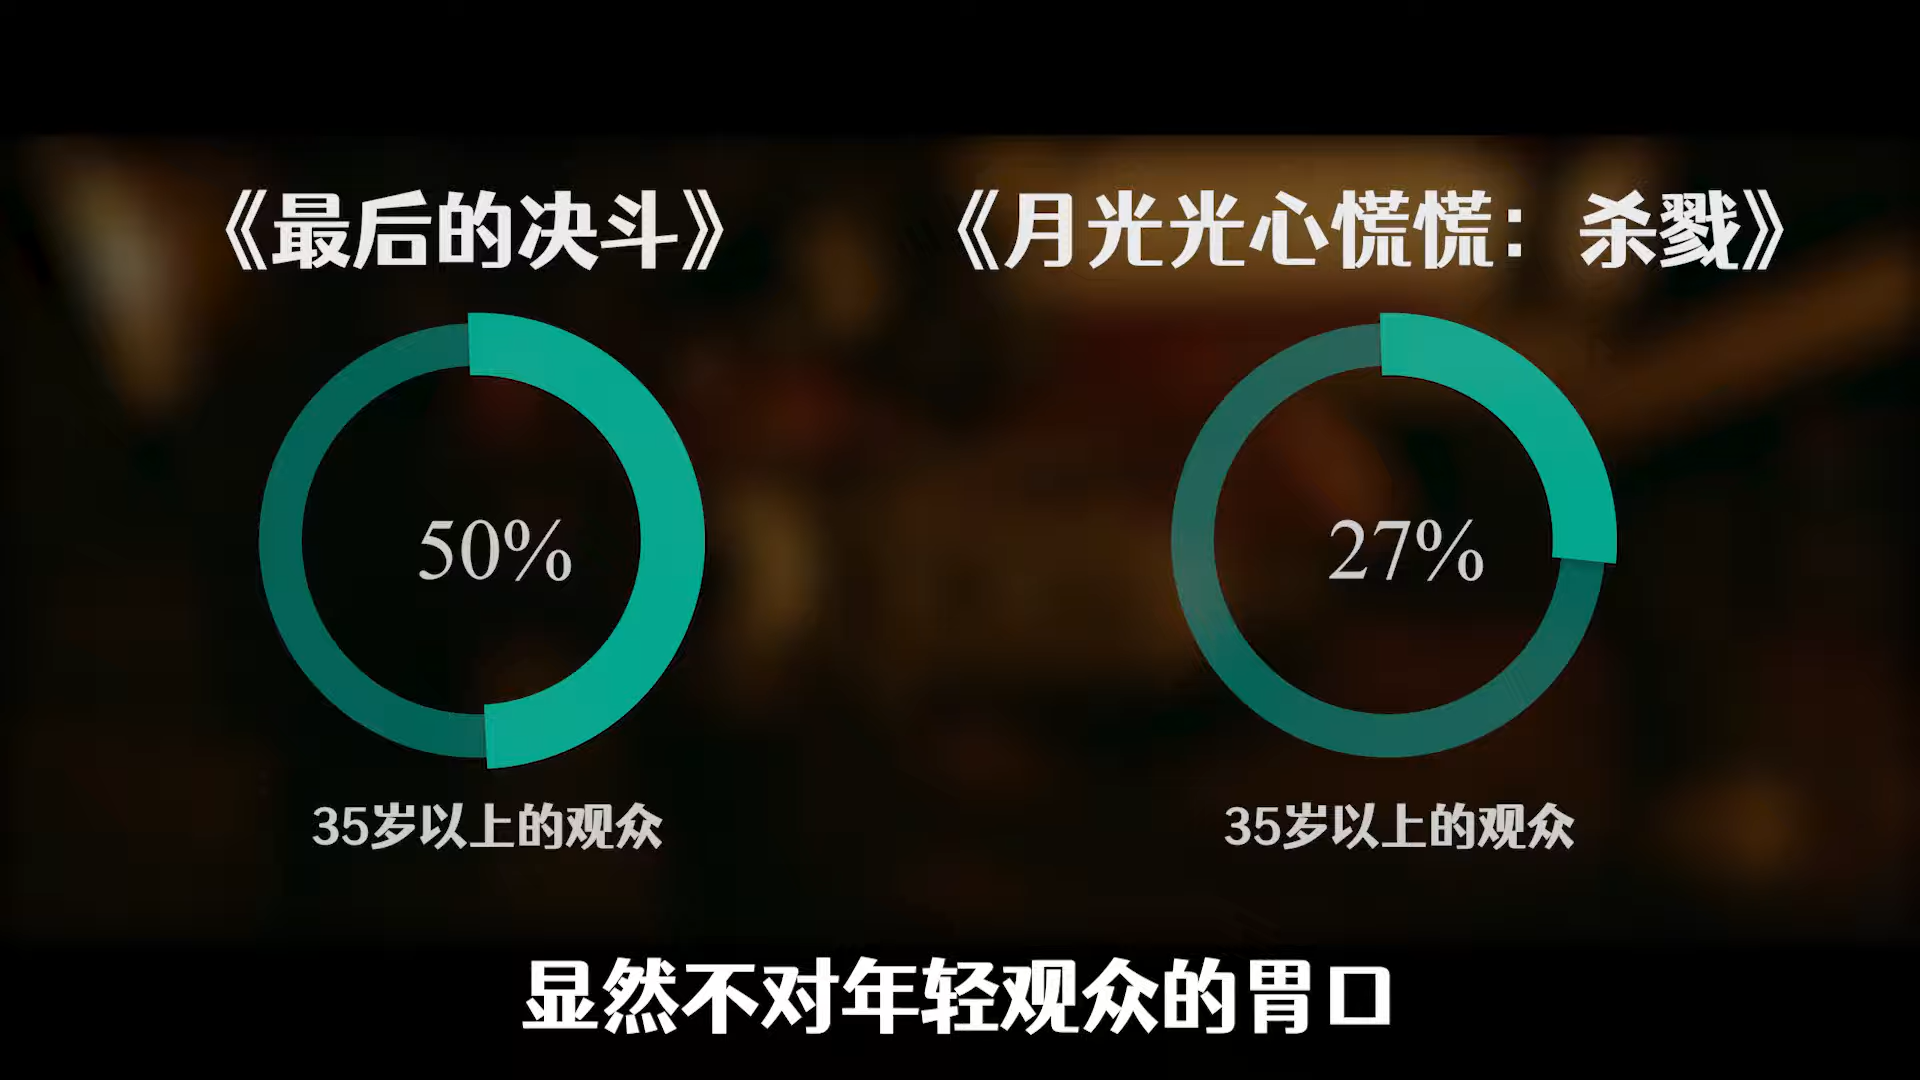 《最后的决斗》
《月光光心慌慌：杀戮》
50%
27%
35岁以上的观众
35岁以上的观众
显然不对年轻观众的胃口